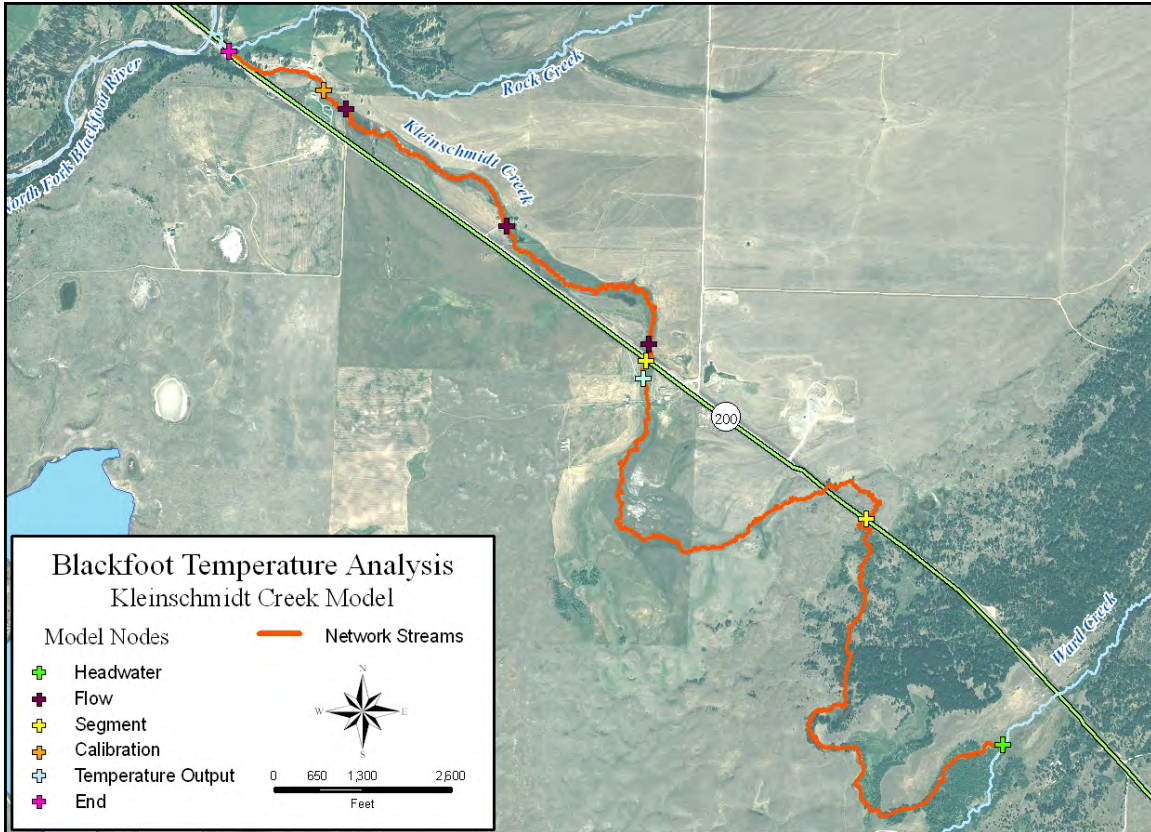 North Fork Blackfoot River
Rock Creek
Kleinschmidt Creek
200
Ward Creek
Blackfoot Temperature Analysis
Kleinschmidt Creek Model
Model Nodes
Network Streams
Headwater
Flow
Segment
Calibration
Temperature Output
End
N
W E
S
0 650 1,300 2,600
Feet